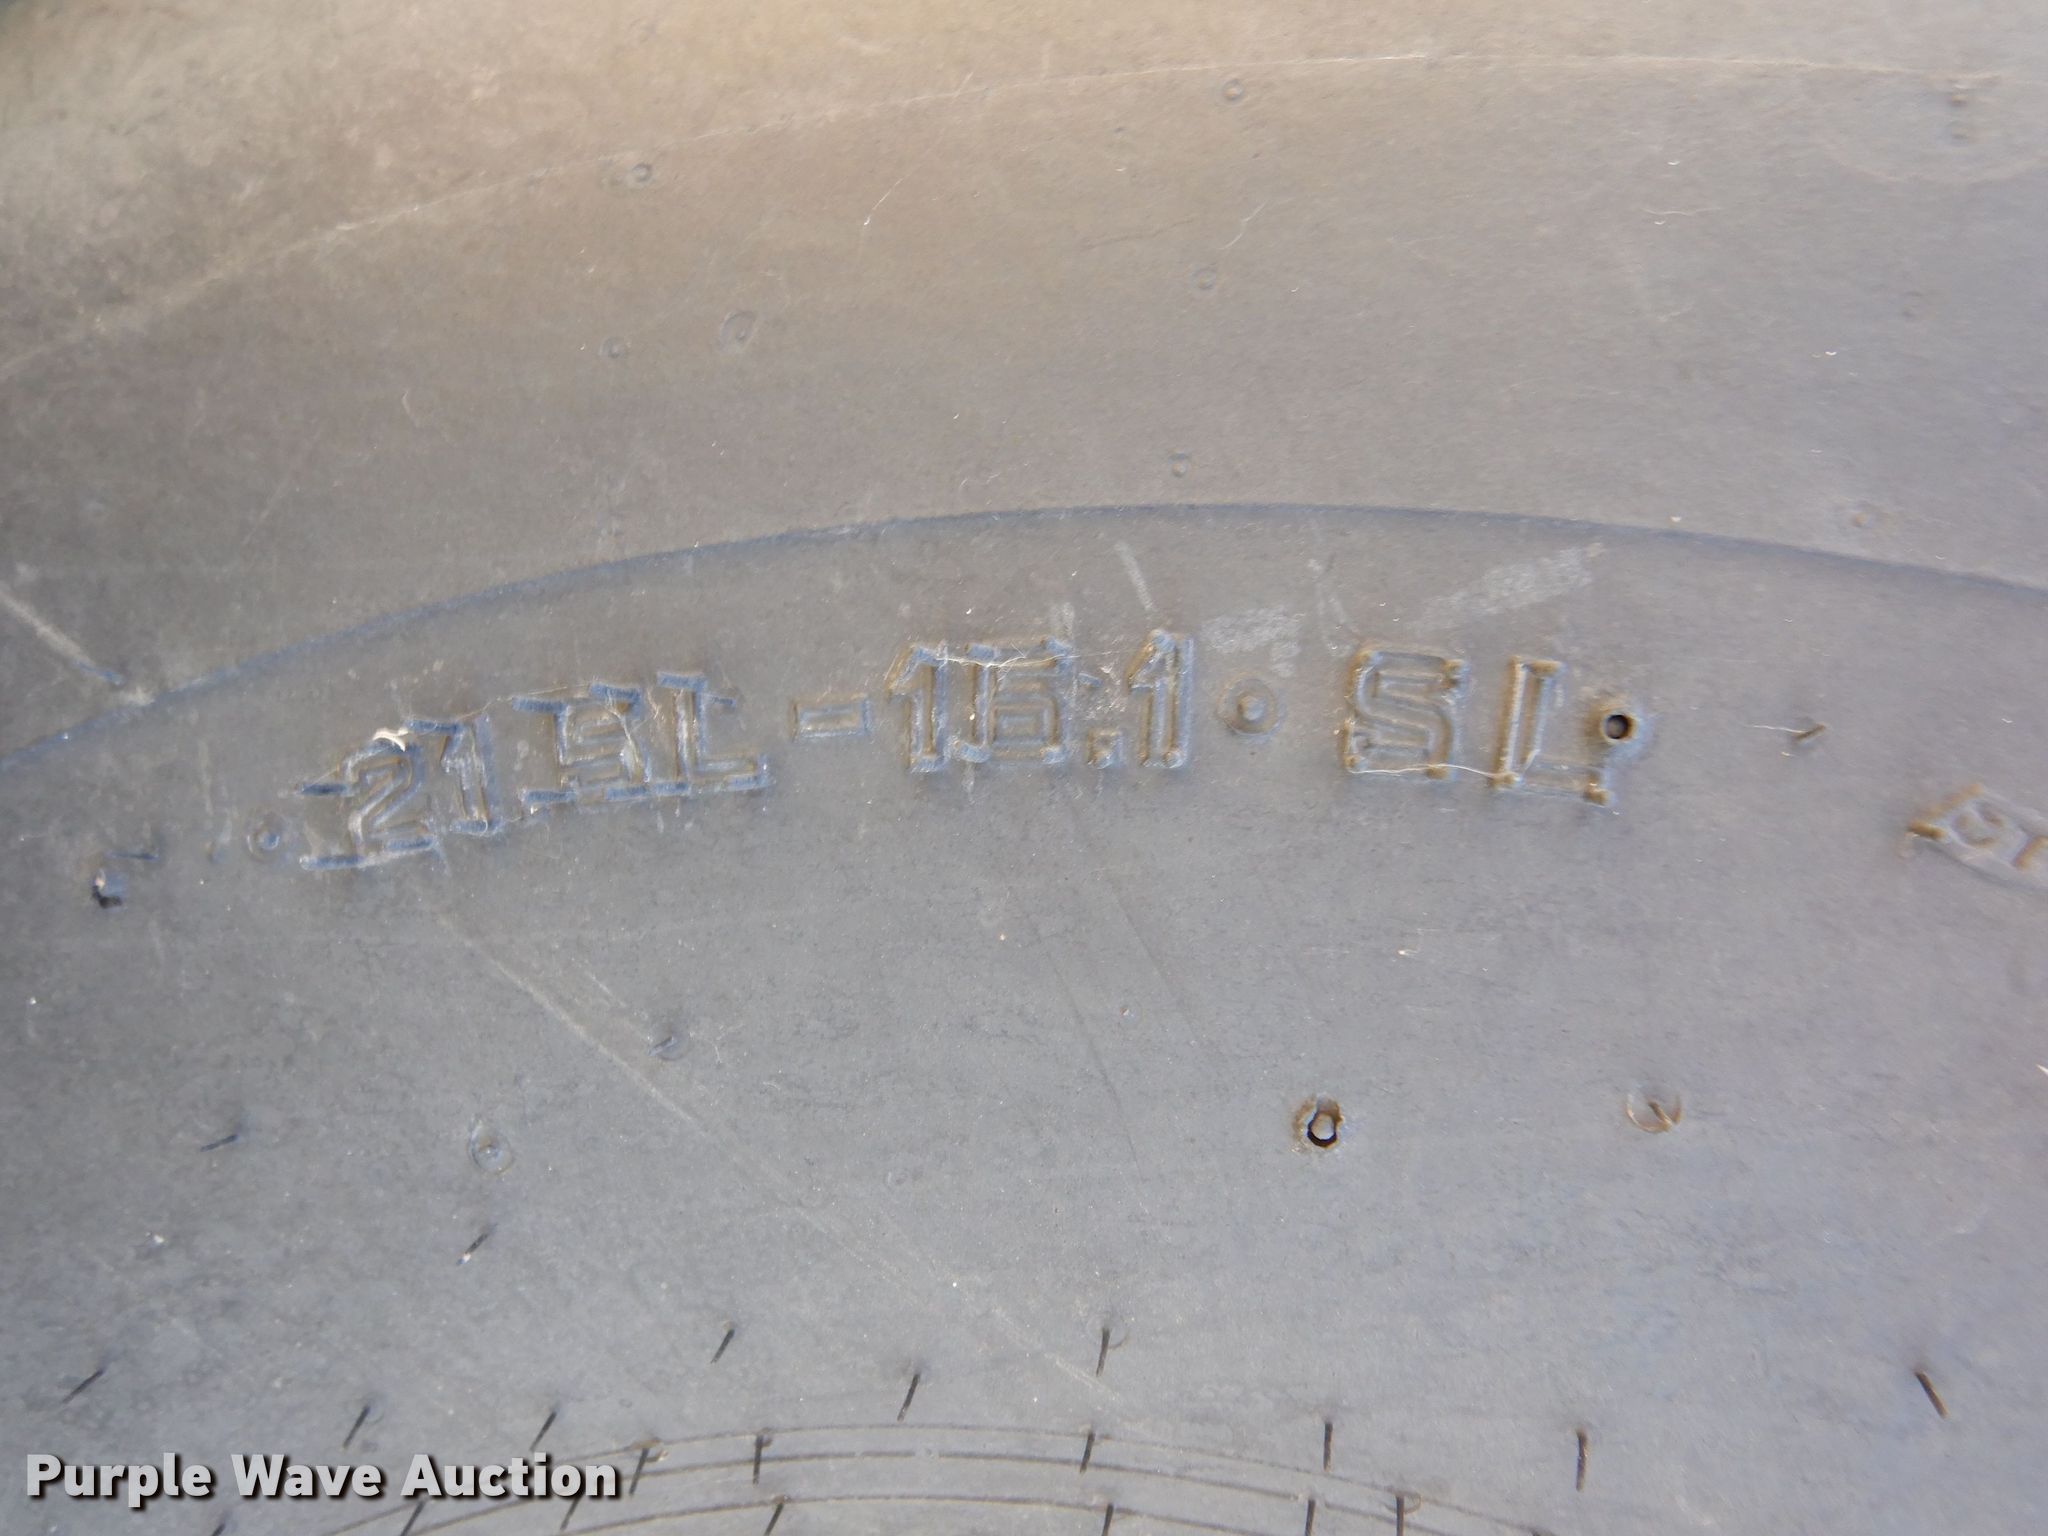 21.5L-16.1 SL
Purple Wave Auction